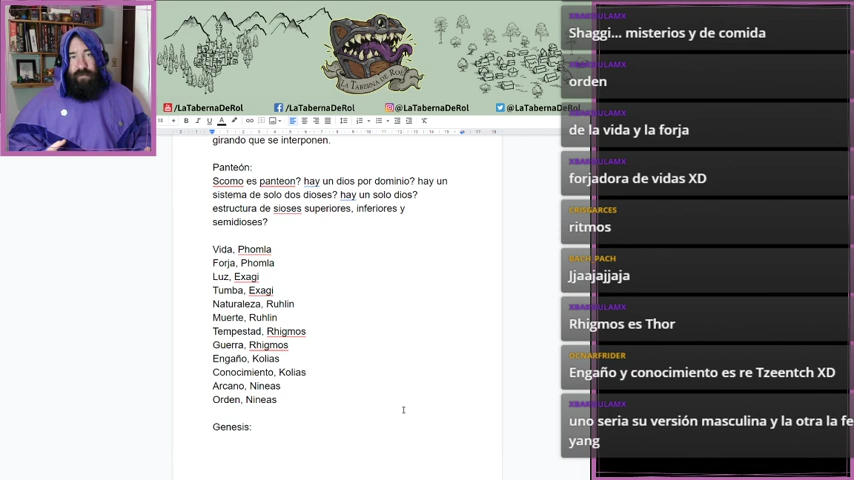 LA TABERNA DE ROL
/LaTabernaDeRol
/LaTabernaDeRol
@LaTabernaDeRol
/LaTabernaDeRol
girando que se interponen.
Panteón:
Scomo es panteon? hay un dios por dominio? hay un
sistema de solo dos dioses? hay un solo dios?
estructura de sioses superiores, inferiores y
semidioses?
Vida, Phomla
Forja, Phomla
Luz, Exagi
Tumba, Exagi
Naturaleza, Ruhlin
Muerte, Ruhlin
Tempestad, Rhigmos
Guerra, Rhigmos
Engaño, Kolias
Conocimiento, Kolias
Arcano, Nineas
Orden, Nineas
Genesis:
Shaggi... misterios y de comida
orden
de la vida y la forja
forjadora de vidas XD
CRISGARCES
ritmos
BACH_PACH
Jjaajajjaja
Rhigmos es Thor
OCNARFRIDER
Engaño y conocimiento es re Tzeentch XD
uno seria su versión masculina y la otra la fe
yang